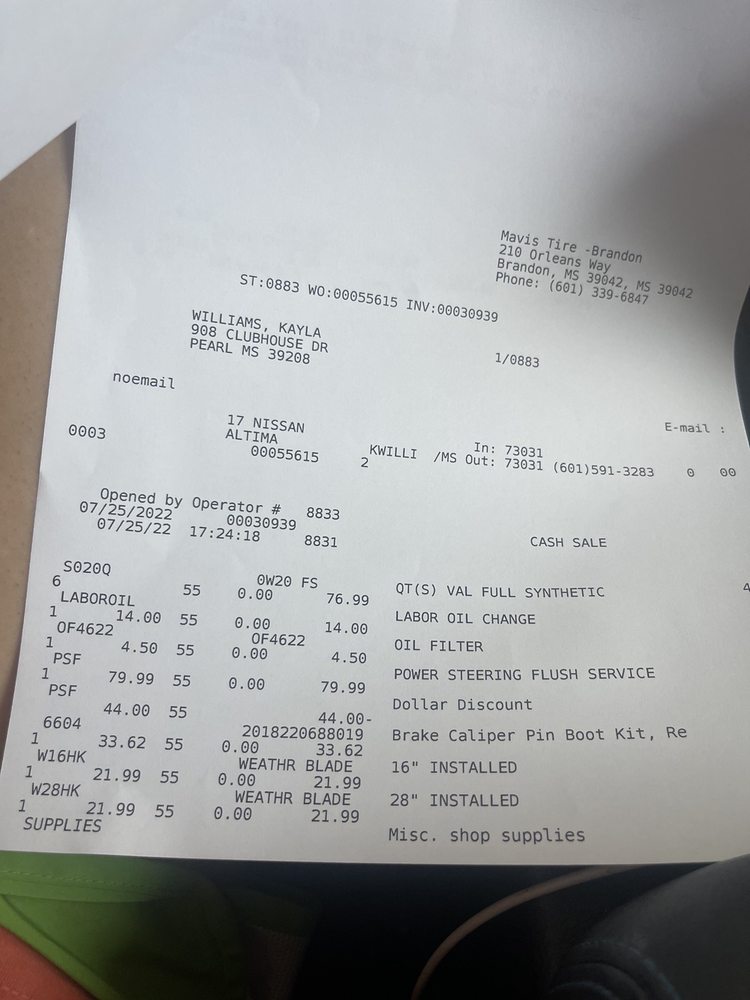 Mavis Tire -Brandon
210 Orleans Way
Brandon, MS 39042, MS 39042
Phone: (601) 339-6847
ST:0883 WO:00055615 INV:00030939
WILLIAMS, KAYLA
908 CLUBHOUSE DR
PEARL MS 39208
1/0883
noemail
E-mail :
0003 17 NISSAN
ALTIMA In: 73031
00055615 KWILLI /MS Out: 73031 (601)591-3283 0 00
2
Opened by Operator # 8833
07/25/2022 00030939
07/25/22 17:24:18 8831 CASH SALE
S020Q 0W20 FS QT(S) VAL FULL SYNTHETIC 4
6 55 0.00 76.99
LABOROIL LABOR OIL CHANGE
1 14.00 55 0.00 14.00
OF4622 OF4622 OIL FILTER
1 4.50 55 0.00 4.50
PSF POWER STEERING FLUSH SERVICE
1 79.99 55 0.00 79.99
PSF Dollar Discount
44.00 55 44.00-
6604 2018220688019 Brake Caliper Pin Boot Kit, Re
1 33.62 55 0.00 33.62
W16HK WEATHR BLADE 16" INSTALLED
1 21.99 55 0.00 21.99
W28HK WEATHR BLADE 28" INSTALLED
1 21.99 55 0.00 21.99
SUPPLIES Misc. shop supplies